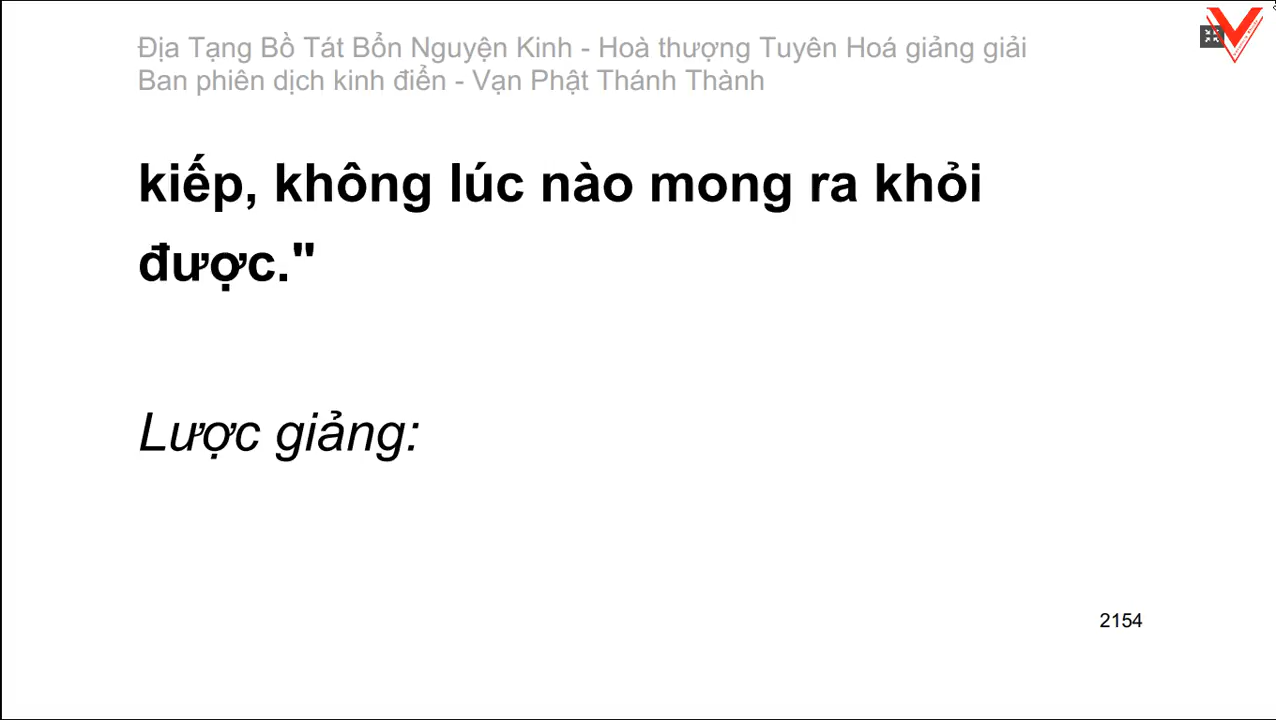 Địa Tạng Bồ Tát Bổn Nguyện Kinh - Hoà thượng Tuyên Hoá giảng giải
Ban phiên dịch kinh điển - Vạn Phật Thánh Thành
kiếp, không lúc nào mong ra khỏi
được."
Lược giảng:
2154